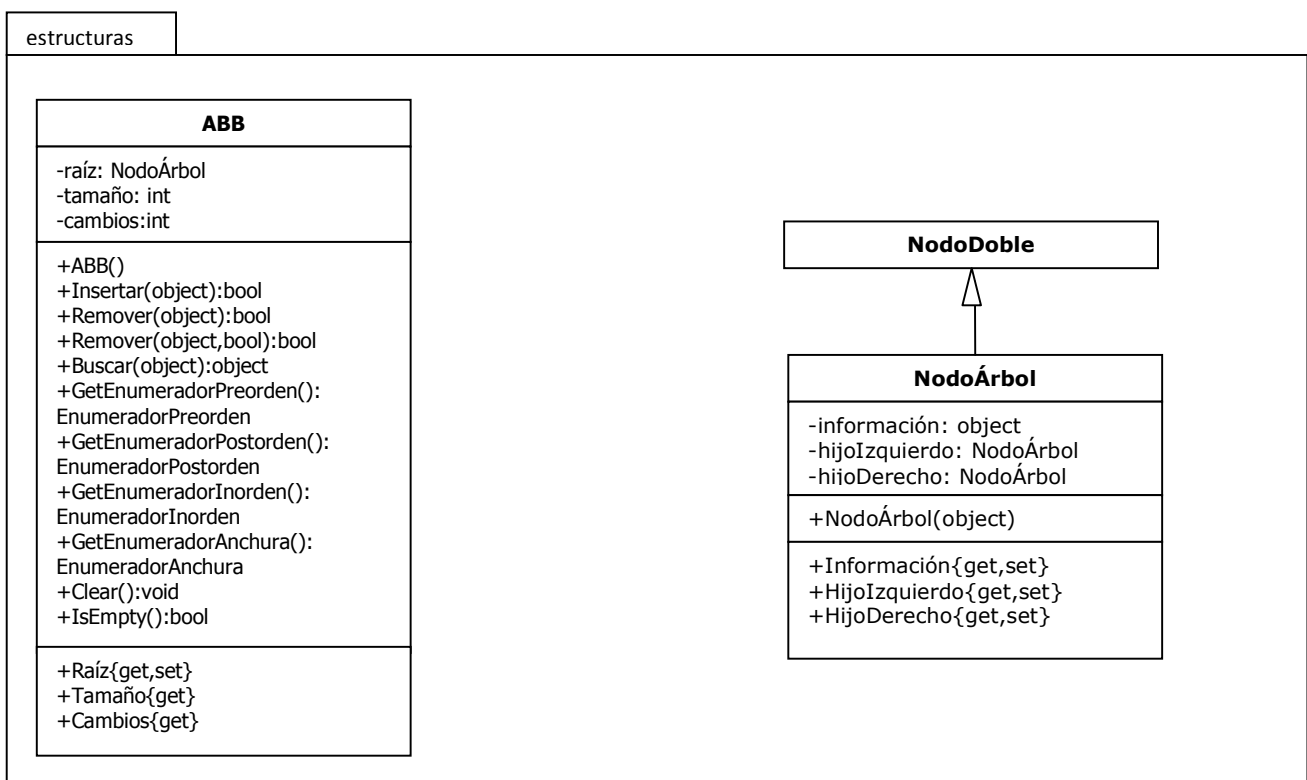 estructuras
ABB
-raíz: NodoÁrbol
-tamaño: int
-cambios:int
+ABB()
+Insertar(object):bool
+Remover(object):bool
+Remover(object,bool):bool
+Buscar(object):object
+GetEnumeradorPreorden():
EnumeradorPreorden
+GetEnumeradorPostorden():
EnumeradorPostorden
+GetEnumeradorInorden():
EnumeradorInorden
+GetEnumeradorAnchura():
EnumeradorAnchura
+Clear():void
+IsEmpty():bool
+Raíz{get,set}
+Tamaño{get}
+Cambios{get}
NodoDoble
NodoÁrbol
-información: object
-hijoIzquierdo: NodoÁrbol
-hijoDerecho: NodoÁrbol
+NodoÁrbol(object)
+Información{get,set}
+HijoIzquierdo{get,set}
+HijoDerecho{get,set}